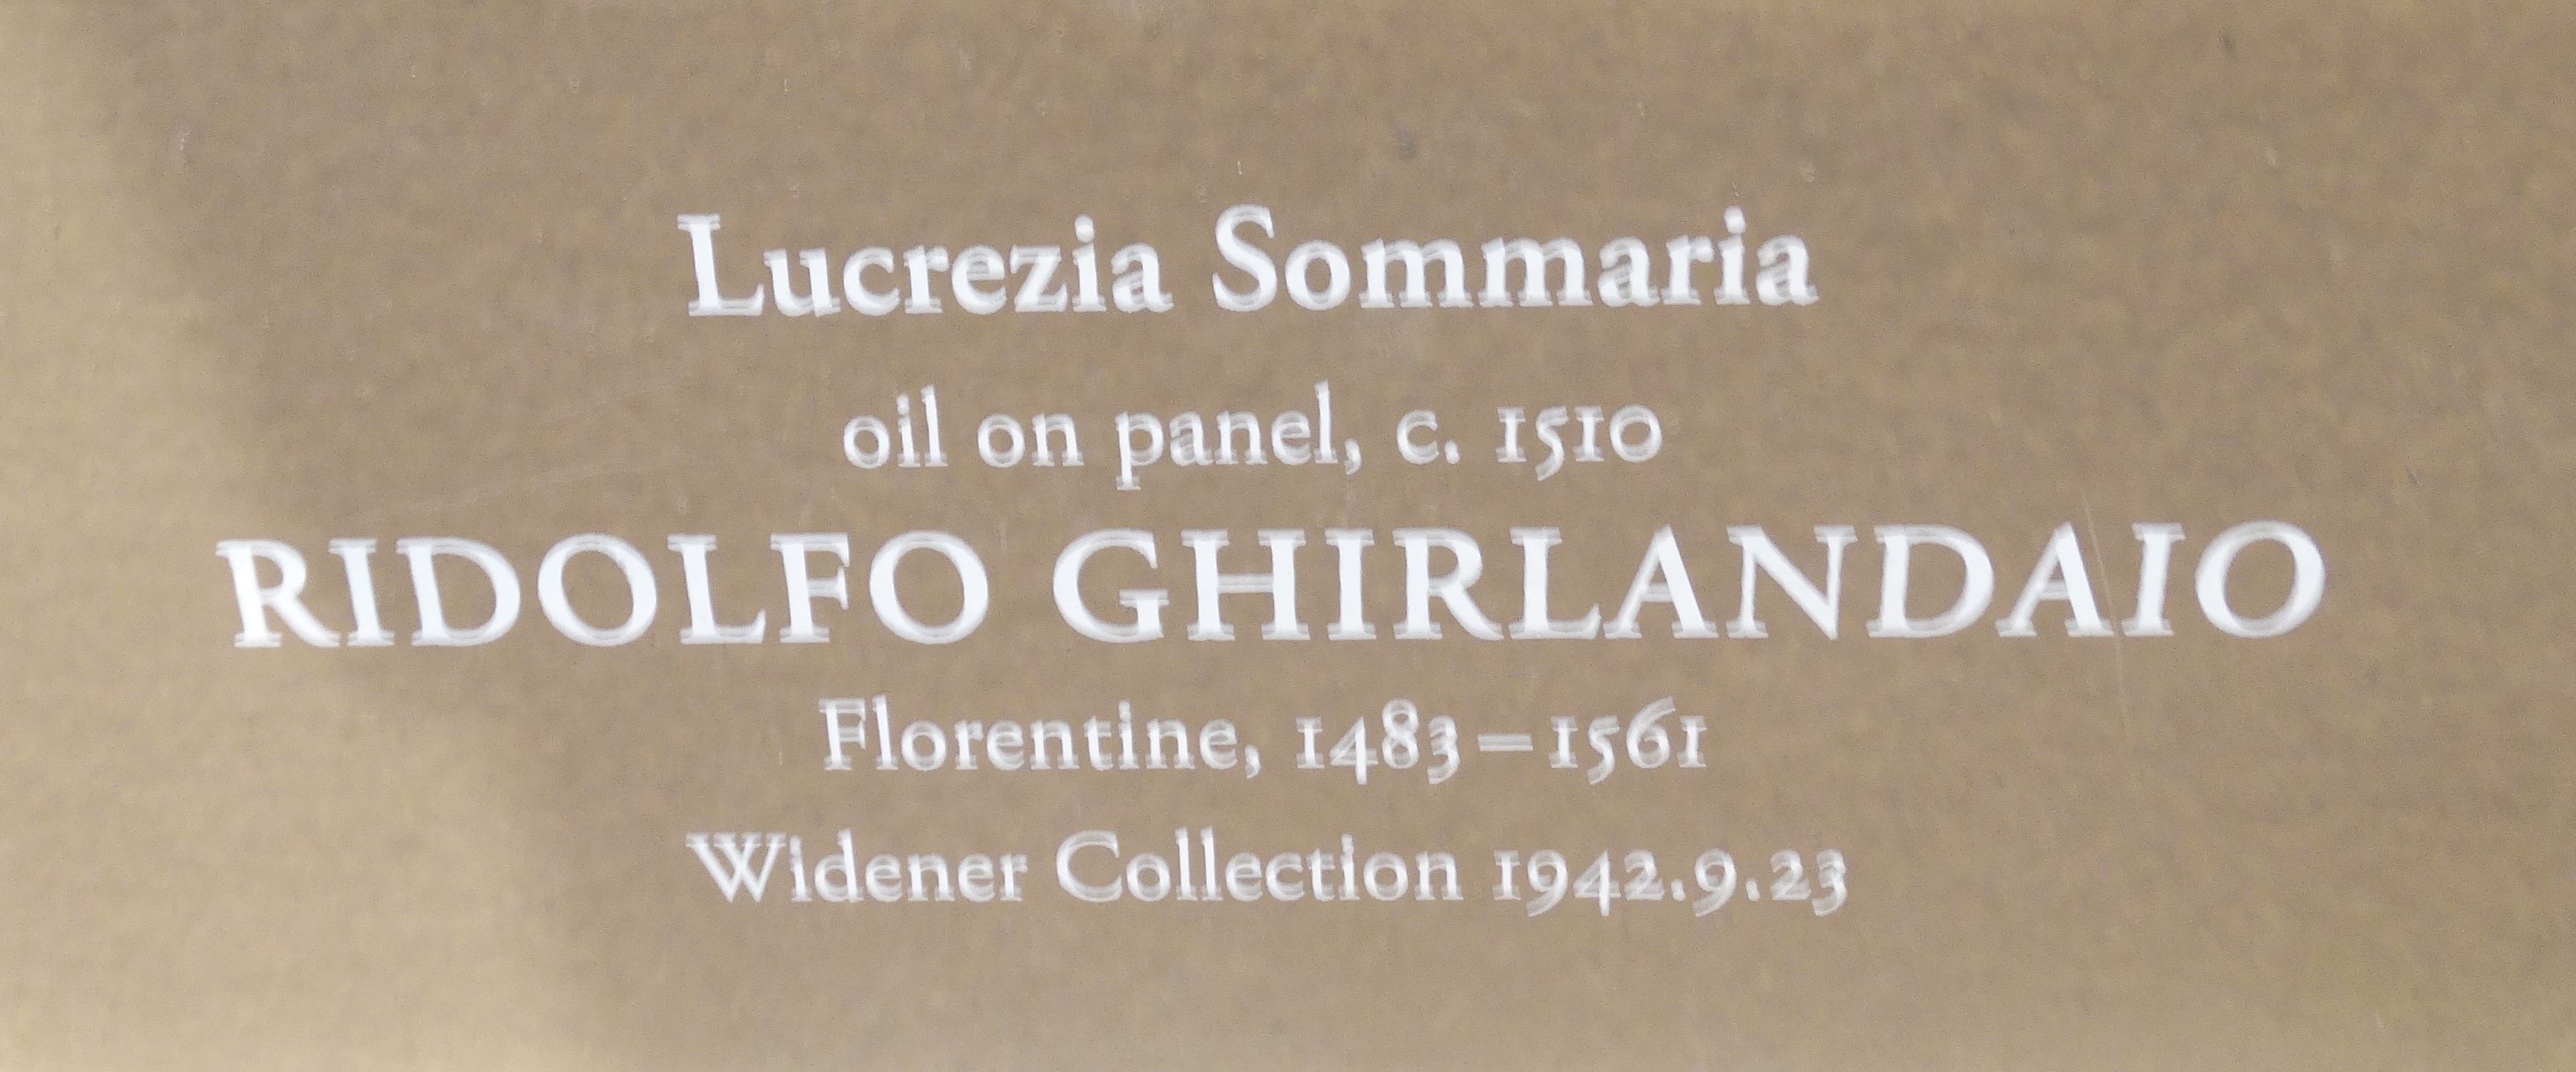 Lucrezia Sommaria
oil on panel, c. 1510
RIDOLFO GHIRLANDAIO
Florentine, 1483–1561
Widener Collection 1942.9.23